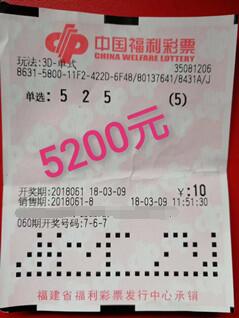 中国福利彩票
CHINA WELFARE LOTTERY
玩法:3D-单式 35081206
8631-5800-11F2-422D-6F48/80137641/8431A/J
单选: 5 2 5 (5)
5200元
开奖期:2018061 18-03-09 ¥:10
销售期:2018061-8 18-03-09 11:51:30
060期开奖号码:7-6-7
福建省福利彩票发行中心承销